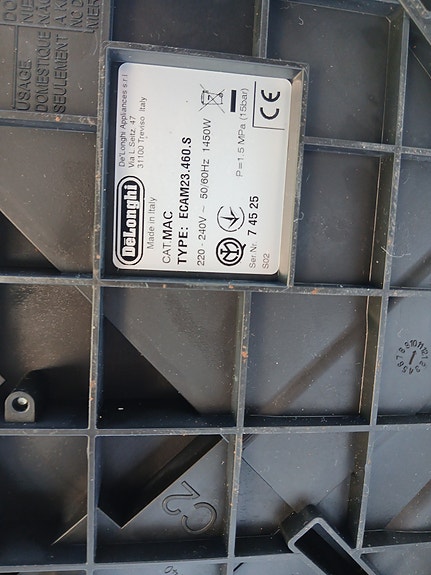 De'Longhi Appliances s.r.l.
Via L. Seitz, 47
31100 Treviso Italy
DeLonghi
Made in Italy
CAT.MAC
TYPE: ECAM23.460.S
220 - 240V ~ 50/60Hz 1450W
P=1.5 MPa (15bar)
Ser. Nr. 7 45 25
S02
CE
USAGE
DOMESTIQUE
SEULEMENT